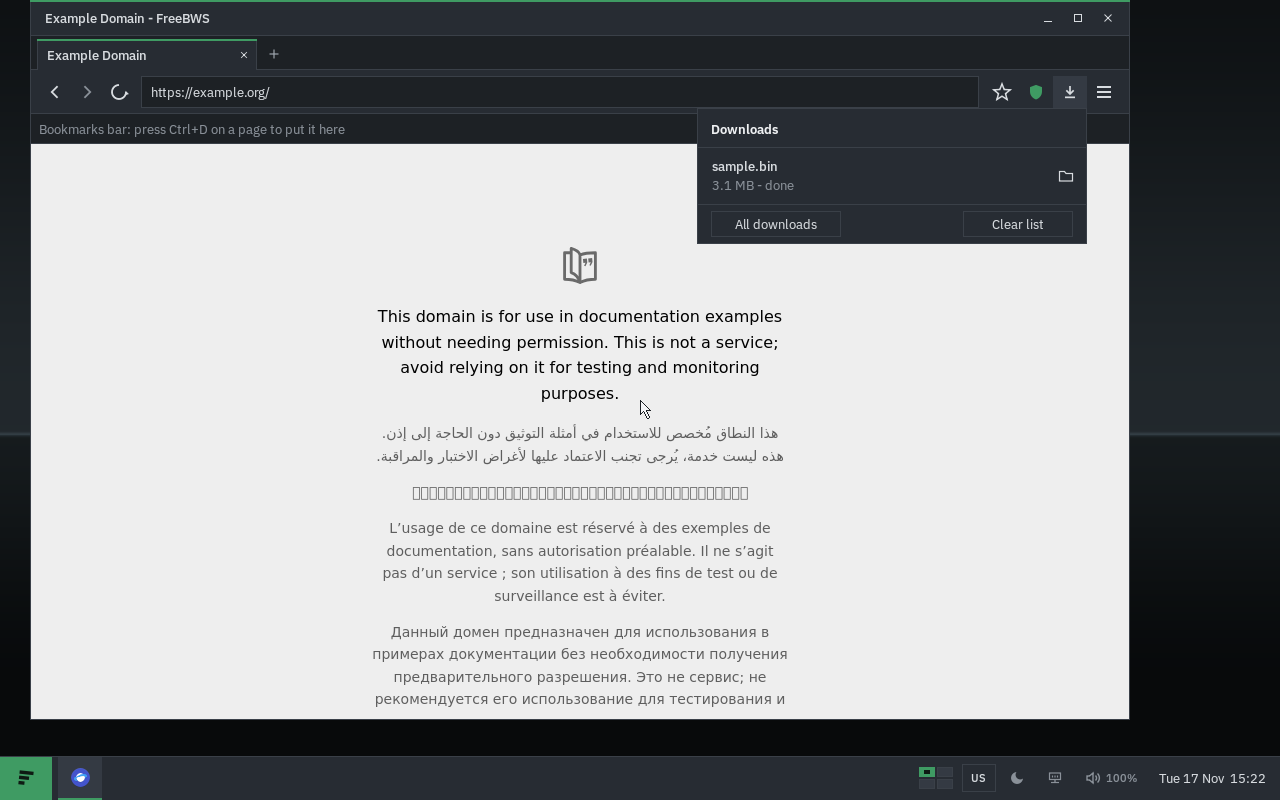 Example Domain - FreeBWS
Example Domain
https://example.org/
Bookmarks bar: press Ctrl+D on a page to put it here
Downloads
sample.bin
3.1 MB - done
All downloads
Clear list
This domain is for use in documentation examples
without needing permission. This is not a service;
avoid relying on it for testing and monitoring
purposes.
هذا النطاق مُخصص للاستخدام في أمثلة التوثيق دون الحاجة إلى إذن.
هذه ليست خدمة، يُرجى تجنب الاعتماد عليها لأغراض الاختبار والمراقبة.
L’usage de ce domaine est réservé à des exemples de
documentation, sans autorisation préalable. Il ne s’agit
pas d’un service ; son utilisation à des fins de test ou de
surveillance est à éviter.
Данный домен предназначен для использования в
примерах документации без необходимости получения
предварительного разрешения. Это не сервис; не
рекомендуется его использование для тестирования и
US
100%
Tue 17 Nov 15:22